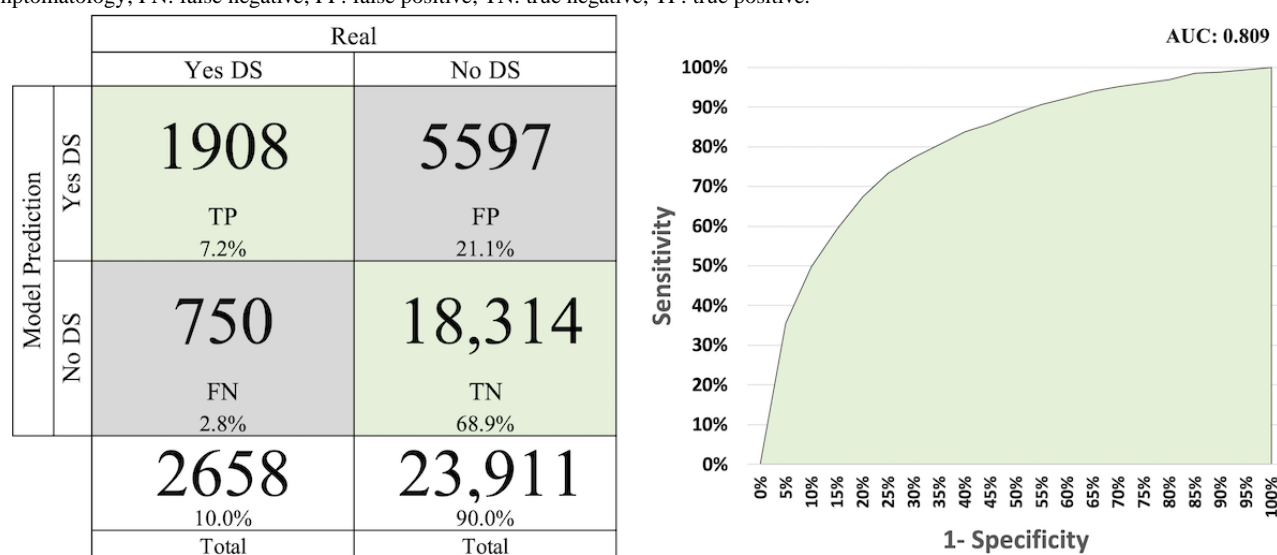 FN: false negative; FP: false positive; TN: true negative; TP: true positive.
Real
Yes DS
No DS
Model Prediction
Yes DS
1908
TP
7.2%
5597
FP
21.1%
No DS
750
FN
2.8%
18,314
TN
68.9%
2658
10.0%
Total
23,911
90.0%
Total
AUC: 0.809
Sensitivity
100%
90%
80%
70%
60%
50%
40%
30%
20%
10%
0%
0%
5%
10%
15%
20%
25%
30%
35%
40%
45%
50%
55%
60%
65%
70%
75%
80%
85%
90%
95%
100%
1- Specificity